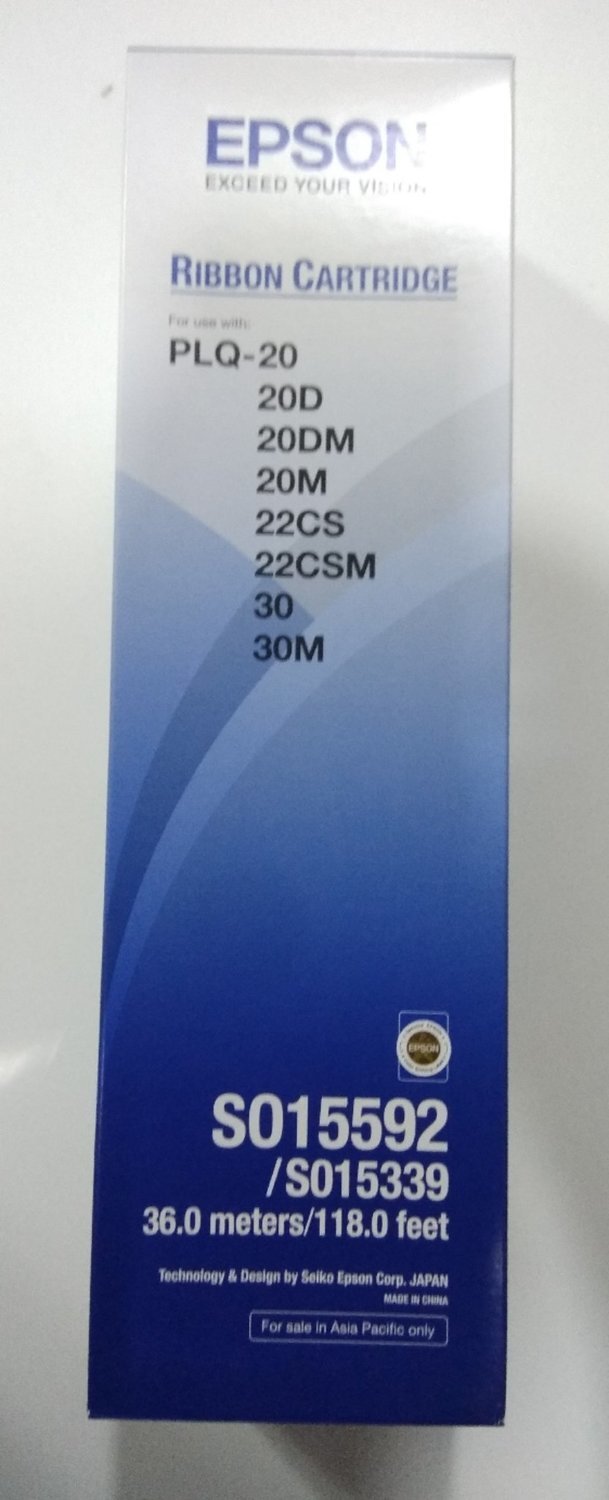 EPSON
EXCEED YOUR VISION
RIBBON CARTRIDGE
For use with:
PLQ-20
20D
20DM
20M
22CS
22CSM
30
30M
EPSON
S015592
/S015339
36.0 meters/118.0 feet
Technology & Design by Seiko Epson Corp. JAPAN
MADE IN CHINA
For sale in Asia Pacific only